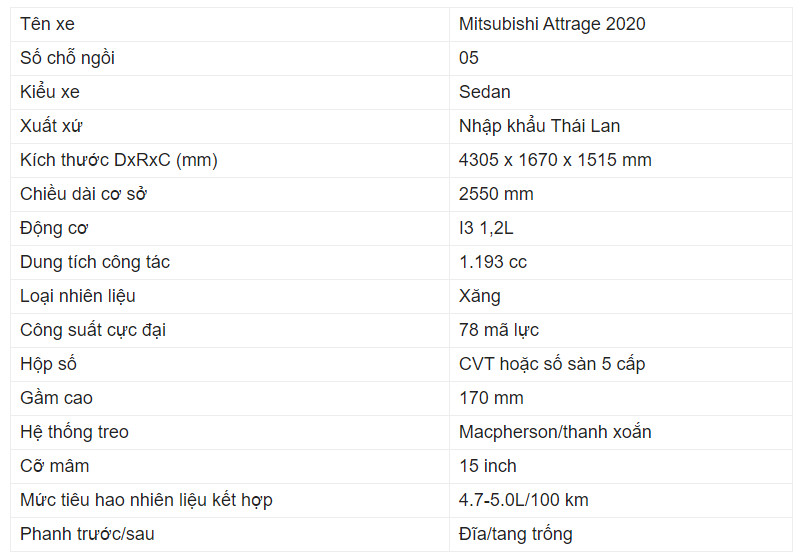 Tên xe Mitsubishi Attrage 2020
Số chỗ ngồi 05
Kiểu xe Sedan
Xuất xứ Nhập khẩu Thái Lan
Kích thước DxRxC (mm) 4305 x 1670 x 1515 mm
Chiều dài cơ sở 2550 mm
Động cơ I3 1,2L
Dung tích công tác 1.193 cc
Loại nhiên liệu Xăng
Công suất cực đại 78 mã lực
Hộp số CVT hoặc số sàn 5 cấp
Gầm cao 170 mm
Hệ thống treo Macpherson/thanh xoắn
Cỡ mâm 15 inch
Mức tiêu hao nhiên liệu kết hợp 4.7-5.0L/100 km
Phanh trước/sau Đĩa/tang trống